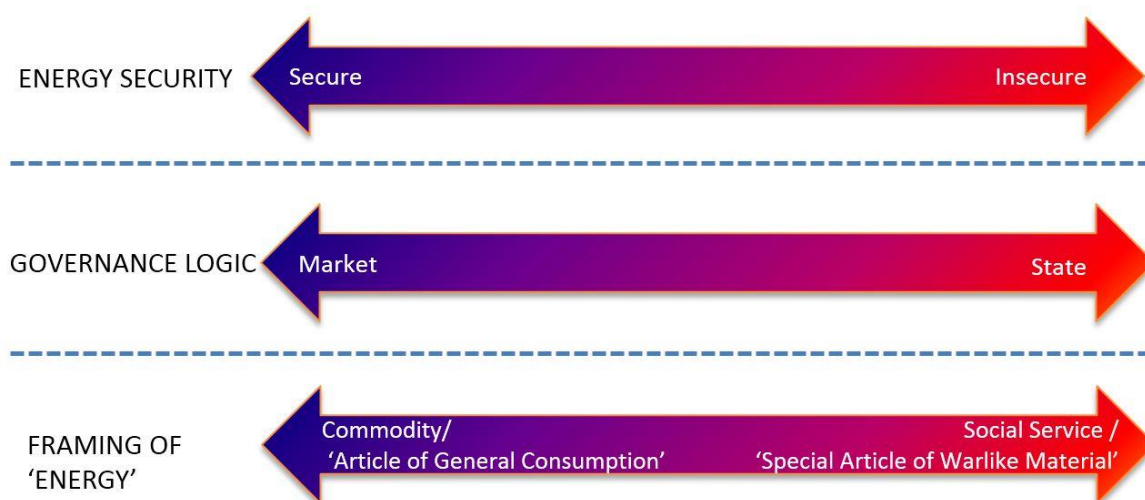 ENERGY SECURITY
Secure
Insecure
GOVERNANCE LOGIC
Market
State
FRAMING OF
‘ENERGY’
Commodity/
‘Article of General Consumption’
Social Service /
‘Special Article of Warlike Material’